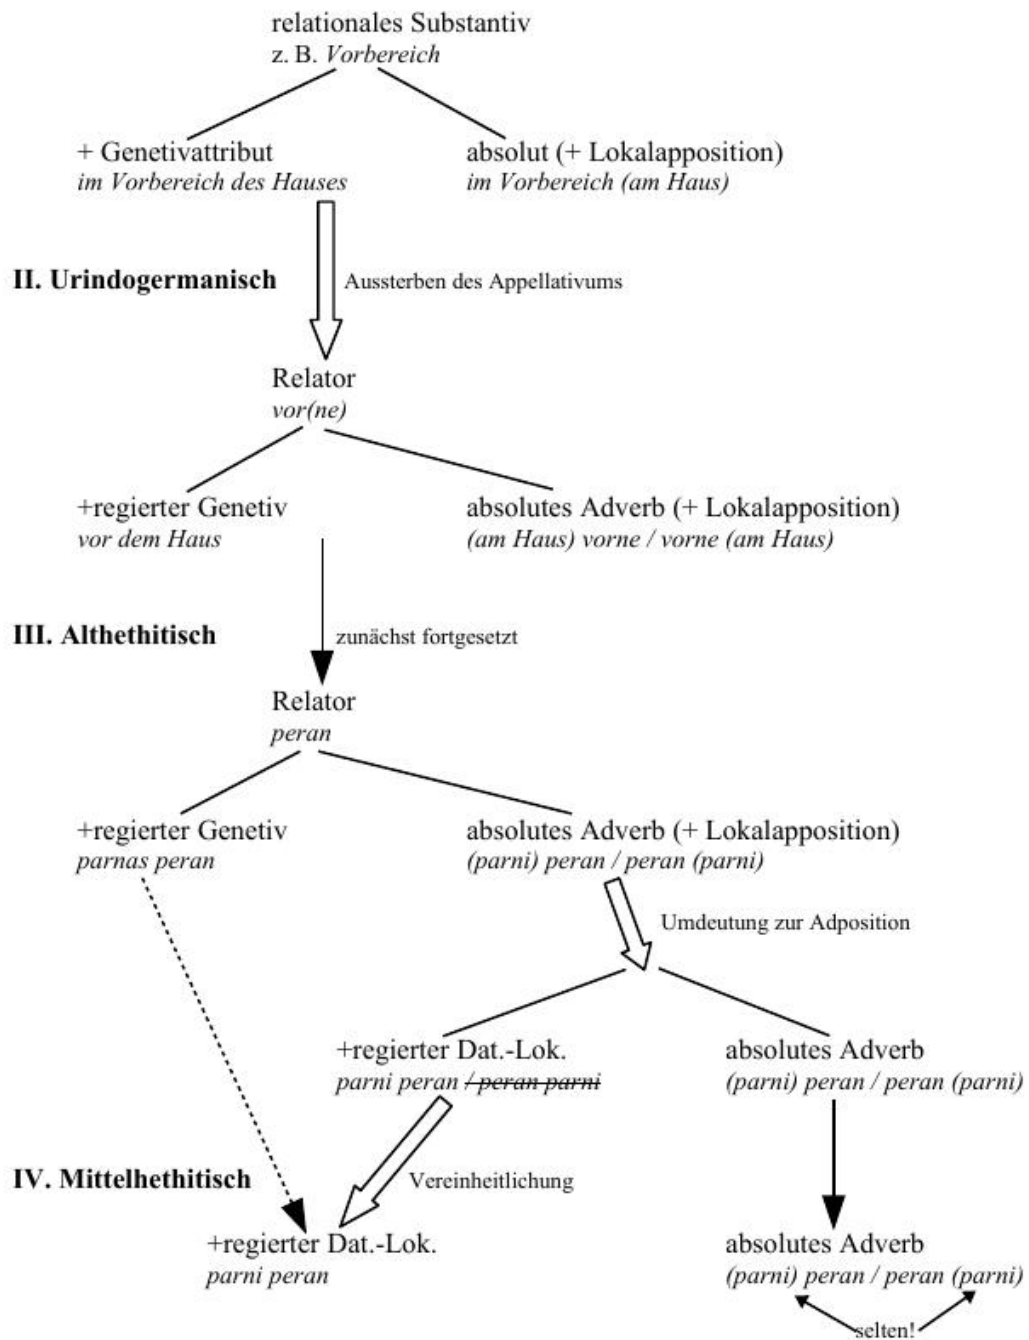 relationales Substantiv
z. B. Vorbereich
+ Genetivattribut
im Vorbereich des Hauses
absolut (+ Lokalapposition)
im Vorbereich (am Haus)
II. Urindogermanisch
Aussterben des Appellativums
Relator
vor(ne)
+regierter Genetiv
vor dem Haus
absolutes Adverb (+ Lokalapposition)
(am Haus) vorne / vorne (am Haus)
III. Althethitisch
zunächst fortgesetzt
Relator
peran
+regierter Genetiv
parnas peran
absolutes Adverb (+ Lokalapposition)
(parni) peran / peran (parni)
Umdeutung zur Adposition
+regierter Dat.-Lok.
parni peran / peran parni
absolutes Adverb
(parni) peran / peran (parni)
IV. Mittelhethitisch
Vereinheitlichung
+regierter Dat.-Lok.
parni peran
absolutes Adverb
(parni) peran / peran (parni)
selten!